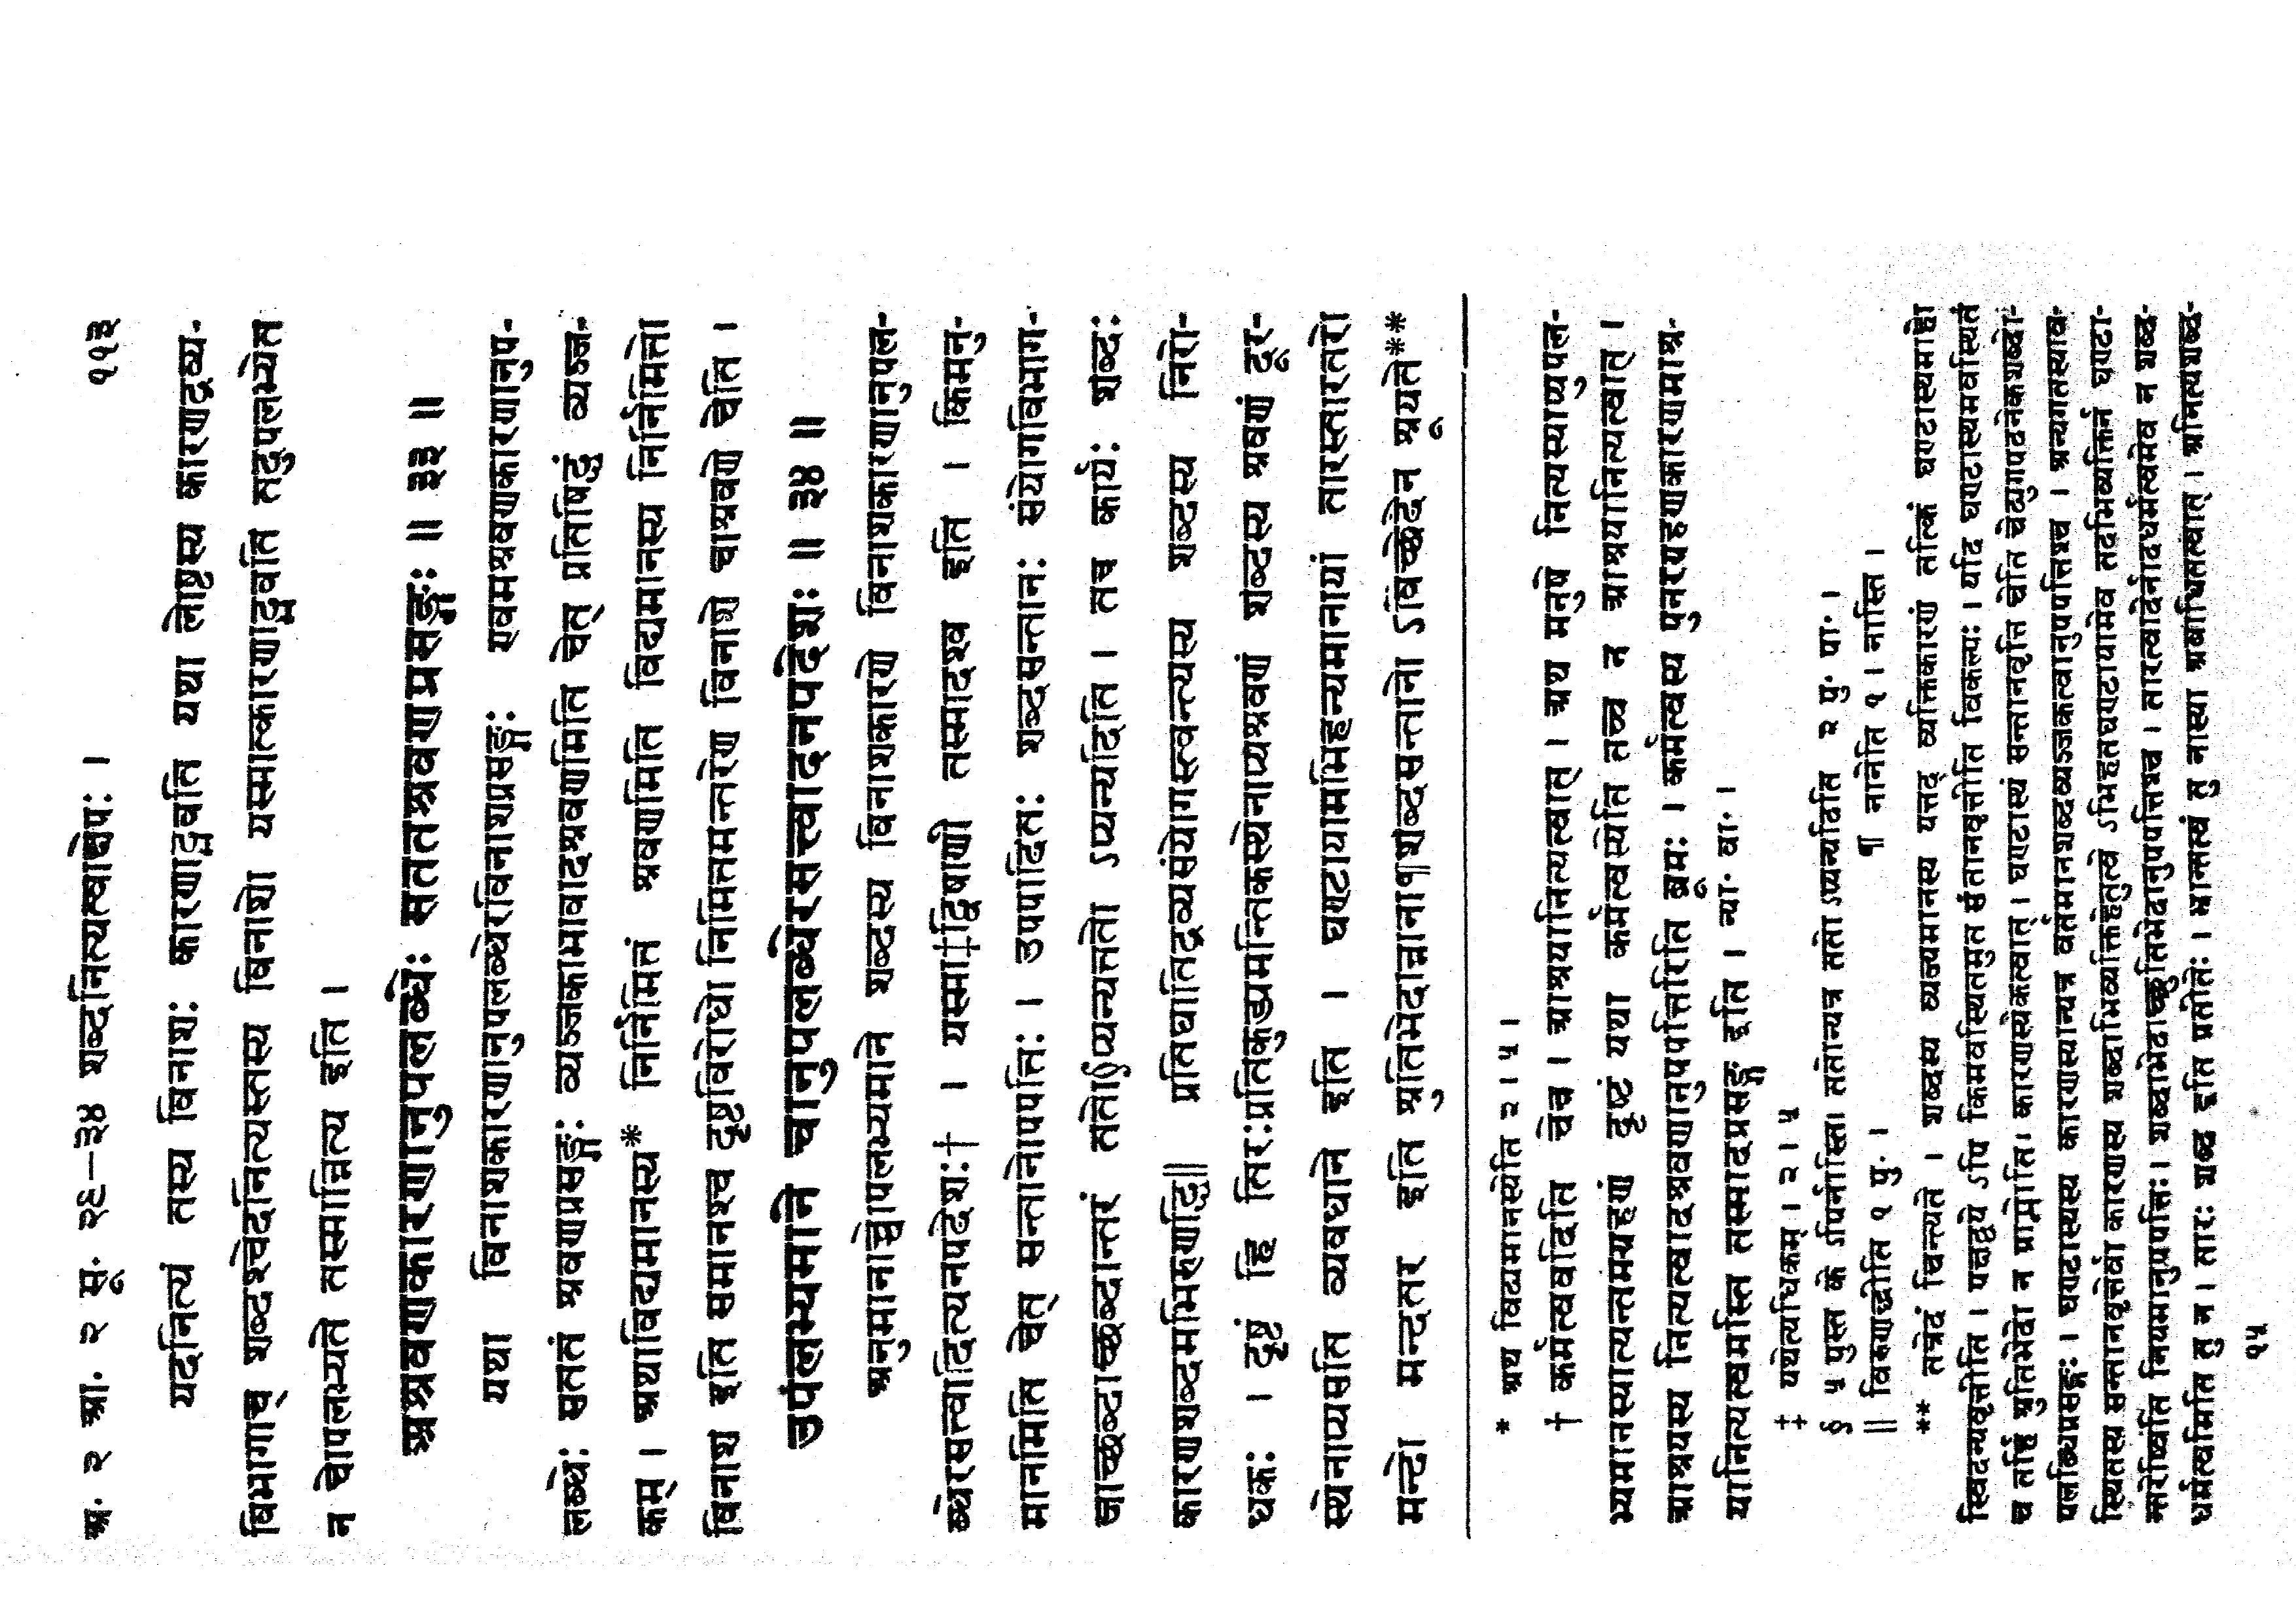 अ. २ आ. २ सू. २९—३४ शब्दनित्यत्वाक्षेपः । ११३
यदनित्यं तस्य विनाशः कारणाद्भवति यथा लोष्टस्य कारणद्रव्य-
विभागाच् शब्दश्चेदनित्यस्तस्य विनाशो यस्मात्कारणाद्भवति तदुपलभ्येत
न चोपलभ्यते तस्मान्नित्य इति ।
अश्रवणकारणानुपलब्धेः सततश्रवणप्रसङ्गः ॥ ३३ ॥
यथा विनाशकारणानुपलब्धेरविनाशप्रसङ्गः एवमश्रवणकारणानुप-
लब्धेः सततं श्रवणप्रसङ्गः व्यञ्जकाभावादश्रवणमिति चेत् प्रतिषिद्धं व्यञ्ज-
कम् । अथाविद्यमानस्य* निर्निमित्तं श्रवणमिति विद्यमानस्य निर्निमित्तो
विनाश इति समानश्च दृष्टविरोधो निमित्तमन्तरेण विनाशे चाश्रवणे चेति ।
उपलभ्यमाने चानुपलब्धेरसत्त्वादनपदेशः ॥ ३४ ॥
अनुमानाच्चोपलभ्यमाने शब्दस्य विनाशकारणे विनाशकारणानुपल-
ब्धेरसत्त्वादित्यनपदेशः† । यस्मा‡द्विषाणी तस्मादश्व इति । किमनु-
मानमिति चेत् सन्तानोपपत्तिः । उपपादितः शब्दसन्तानः संयोगविभाग-
जाच्छब्दाच्छब्दान्तरं ततो§प्यन्यत्ततो ऽप्यन्यदिति । तत्र कार्यः शब्दः
कारणशब्दमभिरुणद्धि‖ प्रतिघातिद्रव्यसंयोगस्त्वन्त्यस्य शब्दस्य निरो-
धकः । दृष्टं हि तिरःप्रतिकुड्यमन्तिकस्थेनाप्यश्रवणं शब्दस्य श्रवणं दूर-
स्थेनाप्यसति व्यवधाने इति । घण्टायामभिहन्यमानायां तारस्तारतरो
मन्दो मन्दतर इति श्रुतिभेदान्नाना¶शब्दसन्तानो ऽविच्छेदेन श्रूयते**
* अथ विद्यमानस्येति २ । ५ ।
† कर्मत्ववदिति चेन्न । आश्रयानित्यत्वात् । अथ मनुषे नित्यस्याप्युपल-
भ्यमानस्यात्यन्तमग्रहणं दृष्टं यथा कर्मत्वस्येति तच्च न आश्रयानित्यत्वात् ।
आश्रयस्य नित्यत्वादश्रवणानुपपत्तिरिति ब्रूमः । कर्मत्वस्य पुनरग्रहणकारणमाश्र-
यानित्यत्वमस्ति तस्मादप्रसङ्ग इति । न्या. वा. ।
‡ यथेत्यधिकम् । २ । ५
§ ५ पुस्त के ऽपिर्नास्ति। ततोन्यत्र ततो ऽप्यन्यदिति २ पु. पा. ।
‖ विरुणद्धीति १ पु. । ¶ नानेति १ । नास्ति ।
** तत्रेदं चिन्त्यते । शब्दस्य व्यज्यमानस्य यत्तद् व्यक्तिकारणं तत्किं घण्टास्थमाहो
स्विदन्यवृत्तीति । पक्षद्वये ऽपि किमवस्थितमुत संतानवृत्तीति विकल्पः । यदि घण्टास्थमवस्थितं
च तर्हि श्रुतिभेदो न प्राप्नोति। कारणस्यैकत्वात् । घण्टास्थं सन्तानवृत्ति चेति चेद्युगपदनेकशब्दो-
पलब्धिप्रसङ्गः । घण्टास्थस्य कारणस्यान्यत्र वर्तमानशब्दव्यञ्जकत्वानुपपत्तिश्च । अन्यगतस्याव-
स्थितस्य सन्तानवृत्तेर्वा कारणस्य शब्दाभिव्यक्तिहेतुत्वे ऽभिहतघण्टायामेव तदभिव्यक्तिर्न घण्टा-
न्तरेष्विति नियमानुपपत्तिः। शब्दाभेदाच्छ्रुतिभेदानुपपत्तिश्च । तारत्वादेर्नादधर्मत्वमेव न शब्द-
धर्मत्वमिति तु न । तारः शब्द इति प्रतीतेः । भ्रान्तत्वं तु नास्या अबाधितत्वात् । अनित्यशब्द-
१५